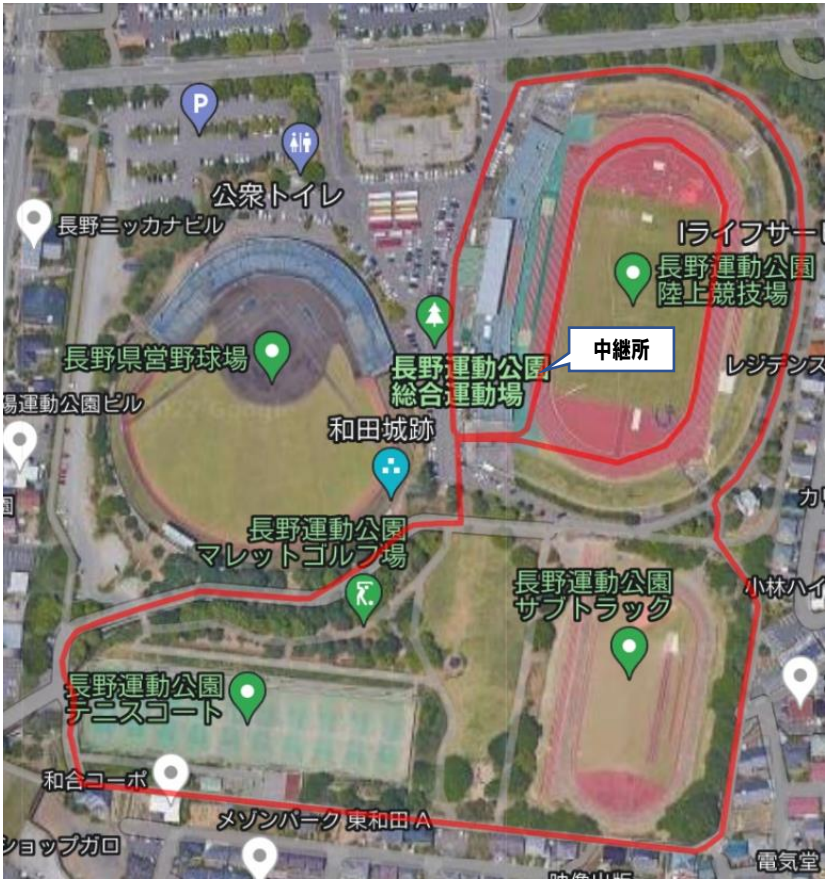 P
公衆トイレ
長野ニッカナビル
Iライフサー
長野運動公園
陸上競技場
中継所
長野県営野球場
長野運動公園
総合運動場
レジデンス
陽運動公園ビル
和田城跡
カリ
長野運動公園
マレットゴルフ場
長野運動公園
サブトラック
小林ハイ
長野運動公園
テニスコート
和合コーポ
メゾンパーク 東和田 A
ショップガロ
電気堂